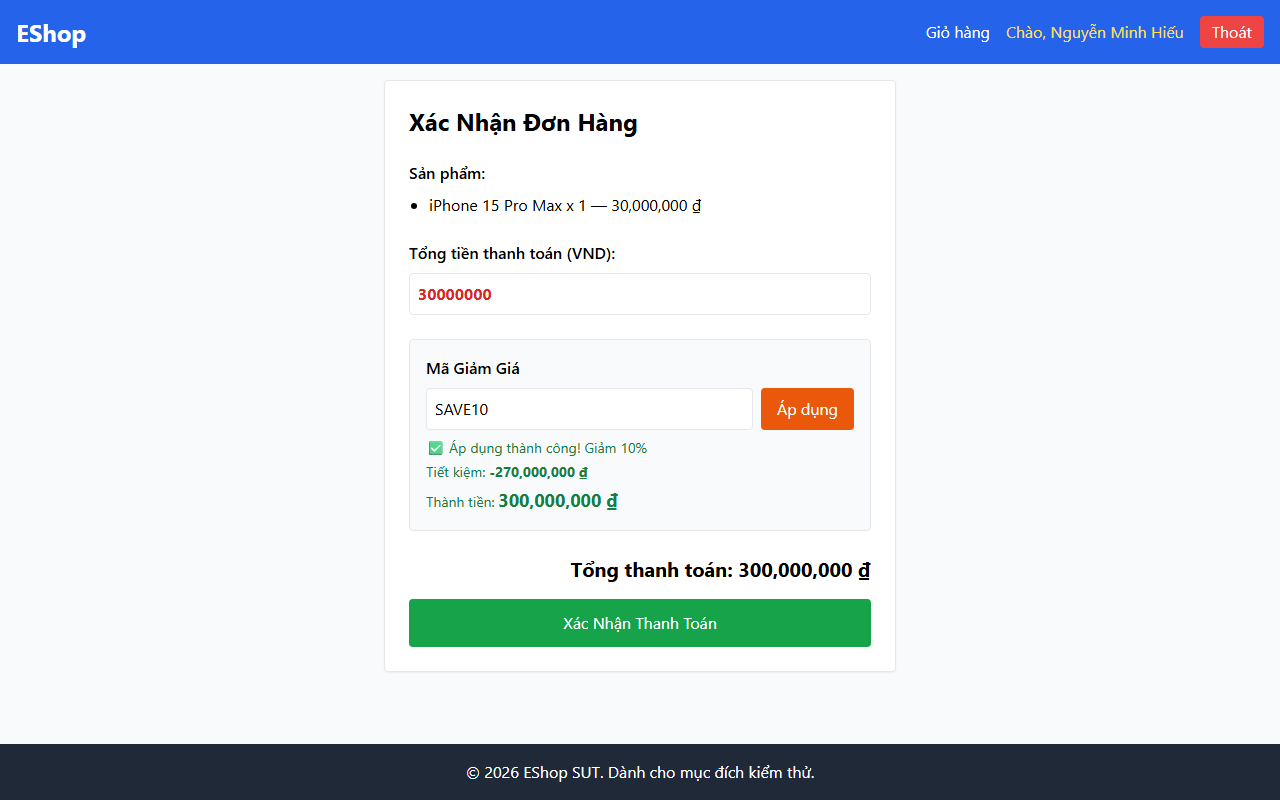 EShop
Giỏ hàng
Chào, Nguyễn Minh Hiếu
Thoát
Xác Nhận Đơn Hàng
Sản phẩm:
iPhone 15 Pro Max x 1 — 30,000,000 ₫
Tổng tiền thanh toán (VND):
30000000
Mã Giảm Giá
SAVE10
Áp dụng
✅ Áp dụng thành công! Giảm 10%
Tiết kiệm: -270,000,000 ₫
Thành tiền: 300,000,000 ₫
Tổng thanh toán: 300,000,000 ₫
Xác Nhận Thanh Toán
© 2026 EShop SUT. Dành cho mục đích kiểm thử.